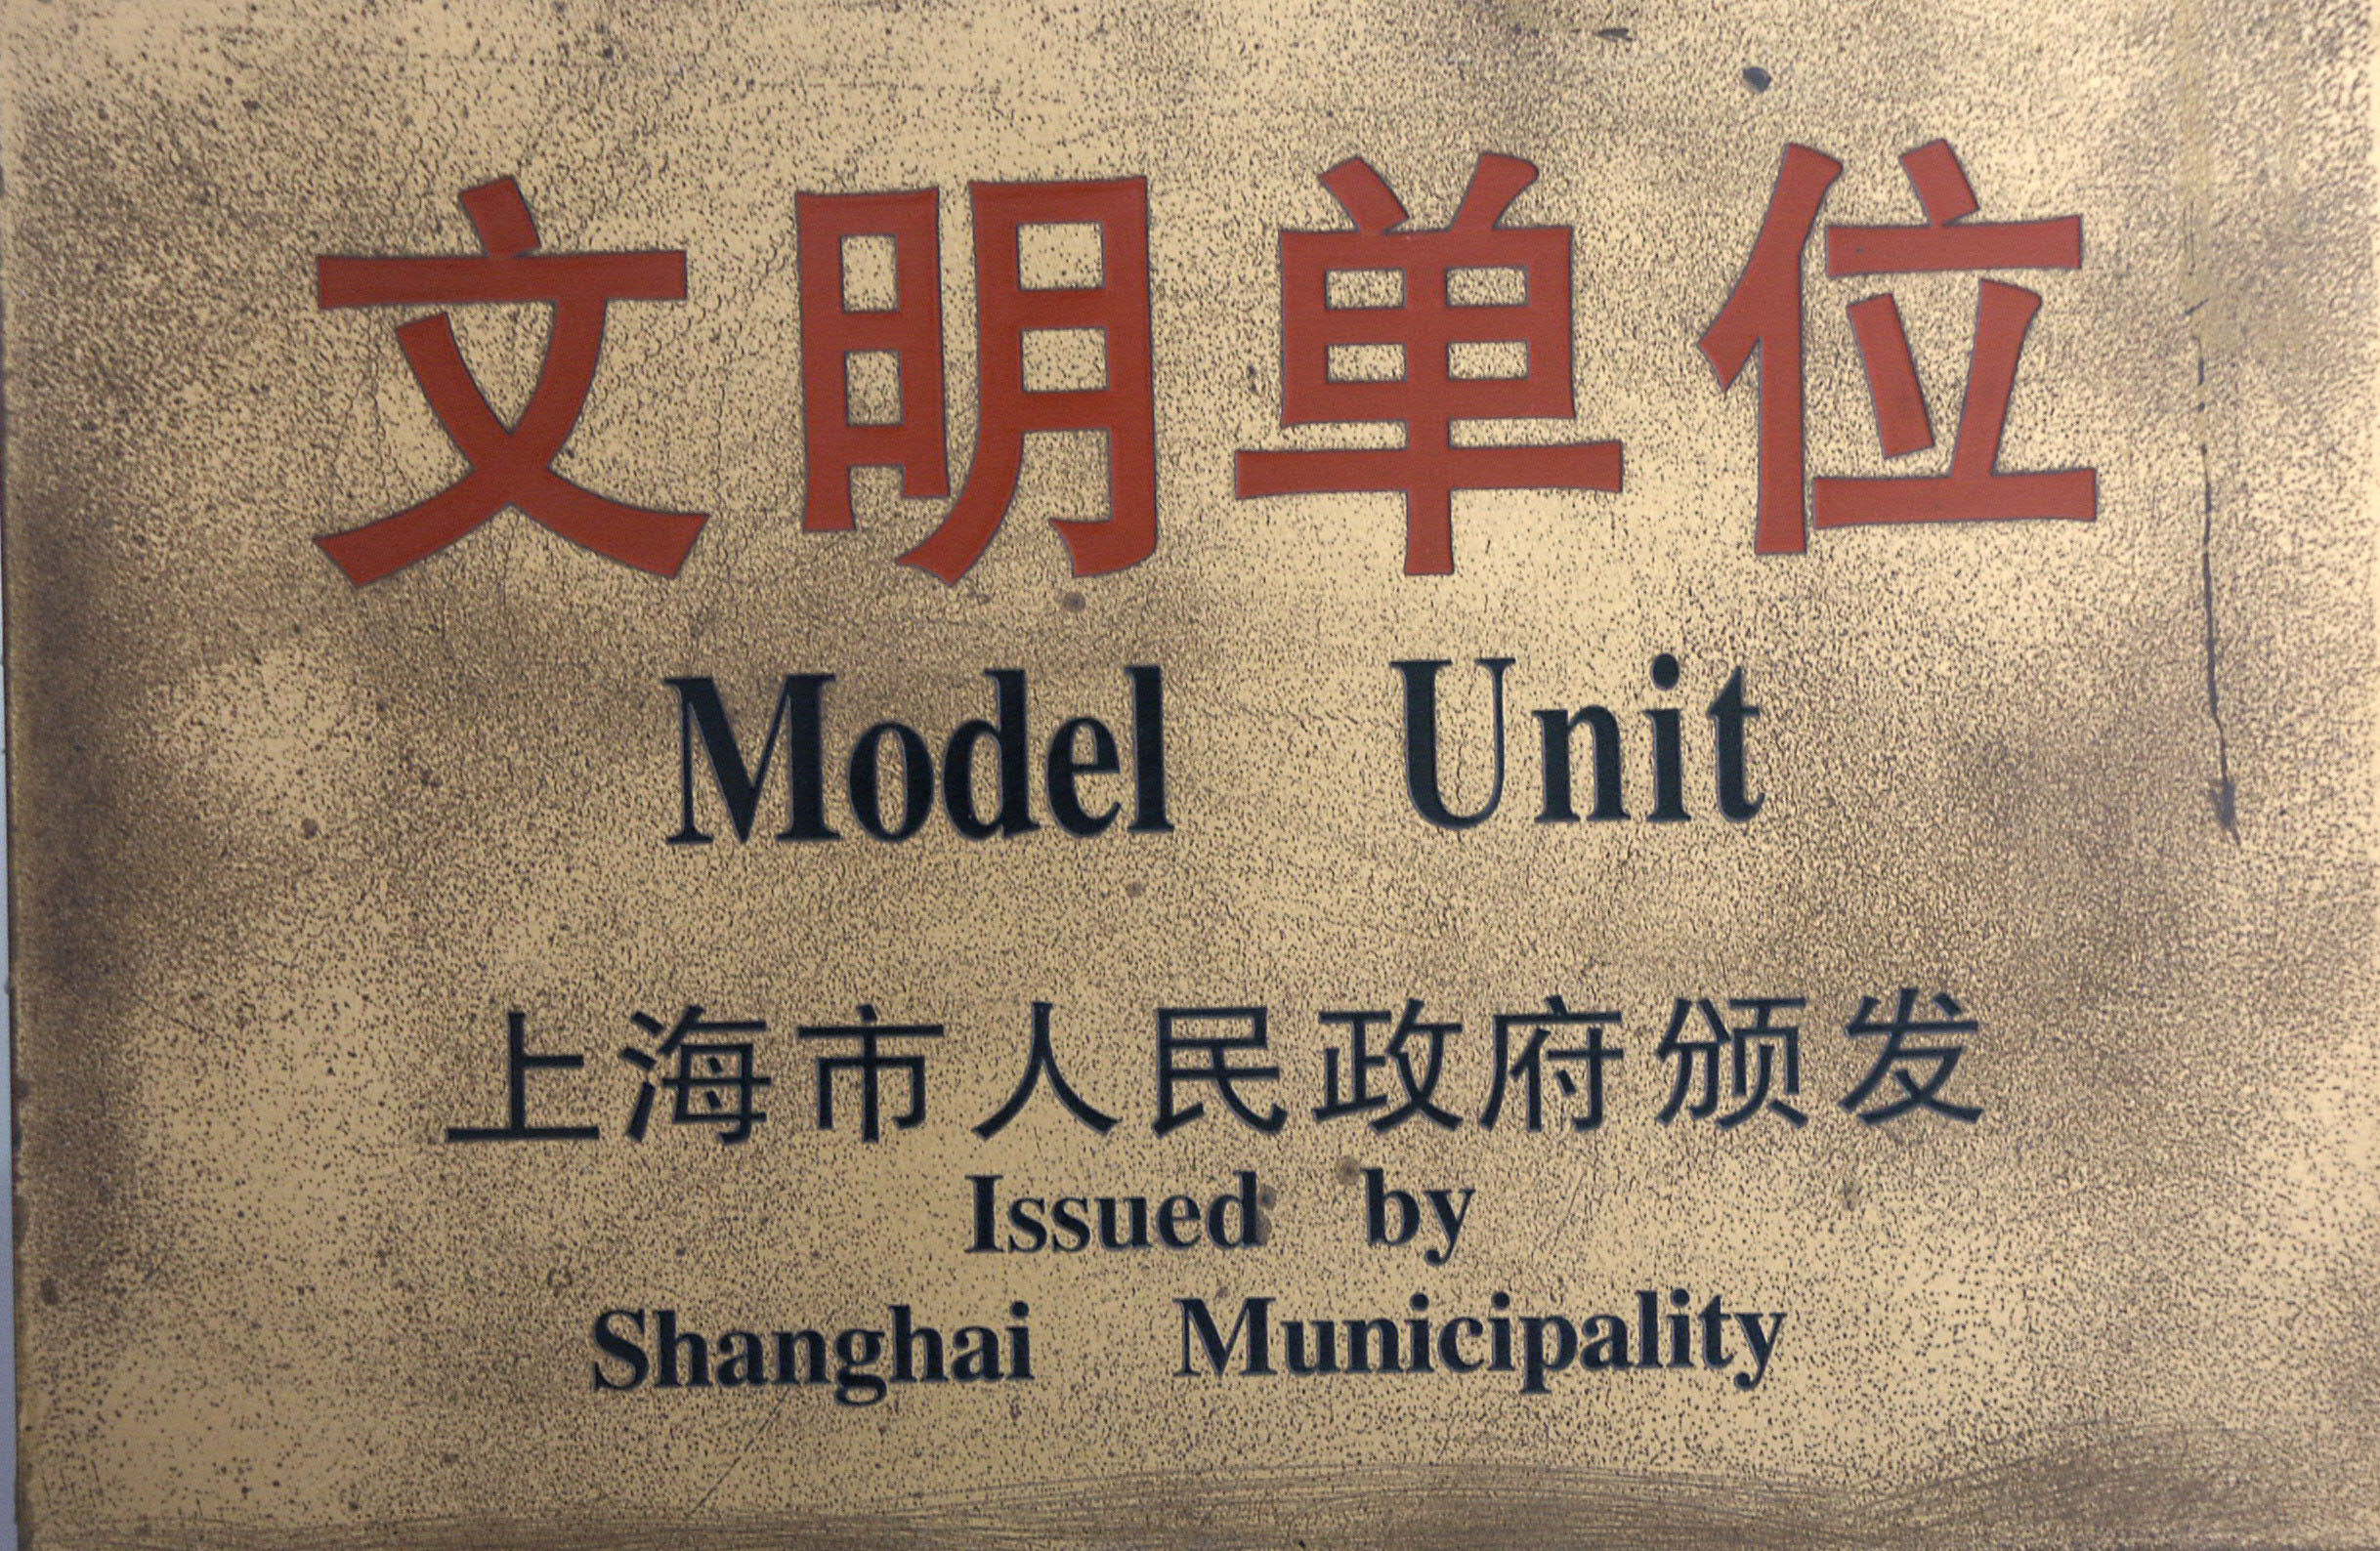 文明单位
Model Unit
上海市人民政府颁发
Issued by
Shanghai Municipality